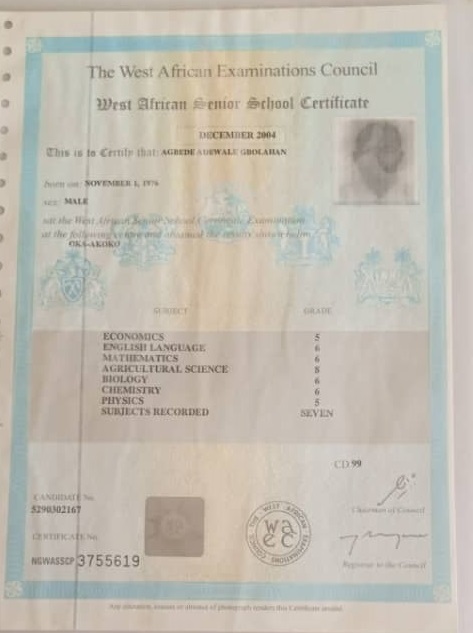 The West African Examinations Council
West African Senior School Certificate
DECEMBER 2004
This is to Certify that: AGBEDE ADEWALE GBOLAHAN
born on: NOVEMBER 1, 1976
sex: MALE
sat the West African Senior School Certificate Examination
at the following centre and obtained the results shown below.
OKA-AKOKO
SUBJECT GRADE
ECONOMICS 5
ENGLISH LANGUAGE 6
MATHEMATICS 6
AGRICULTURAL SCIENCE 8
BIOLOGY 6
CHEMISTRY 6
PHYSICS 5
SUBJECTS RECORDED SEVEN
CD 99
CANDIDATE No.
5290302167
Chairman of Council
CERTIFICATE No.
NGWASSCP 3755619
THE WEST AFRICAN EXAMINATIONS COUNCIL
waec
Registrar to the Council
Any alteration, erasure or absence of photograph renders this Certificate invalid.